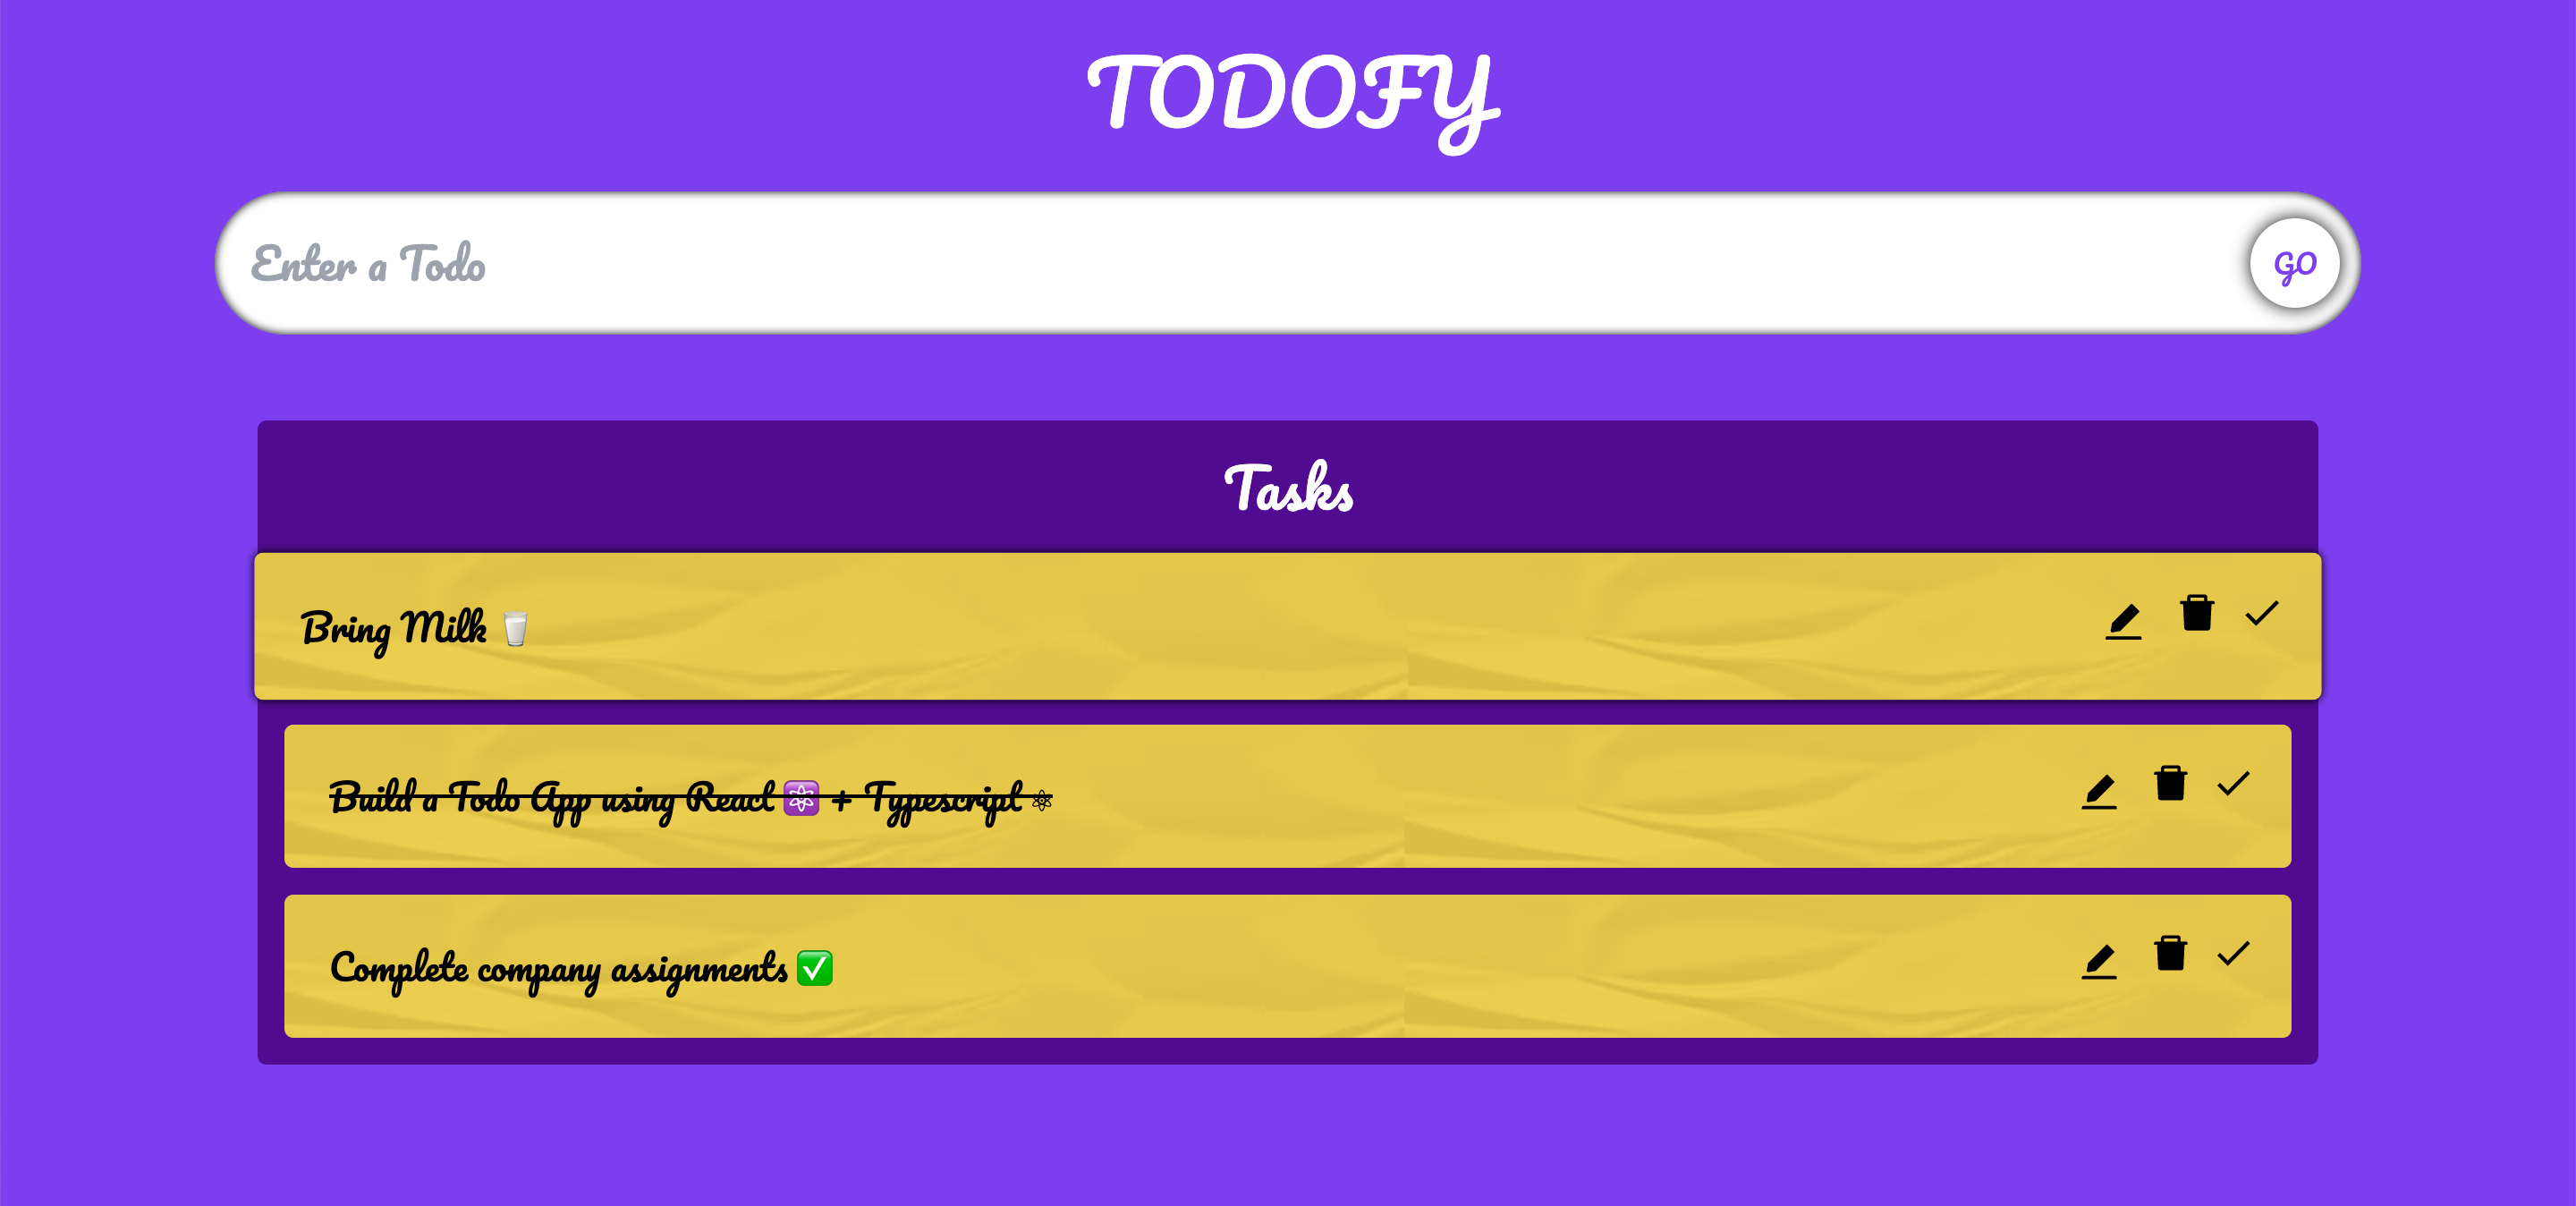 TODOFY
Enter a Todo
GO
Tasks
Bring Milk 🥛
Build a Todo App using React ⚛️ + Typescript ⚛
Complete company assignments ✅